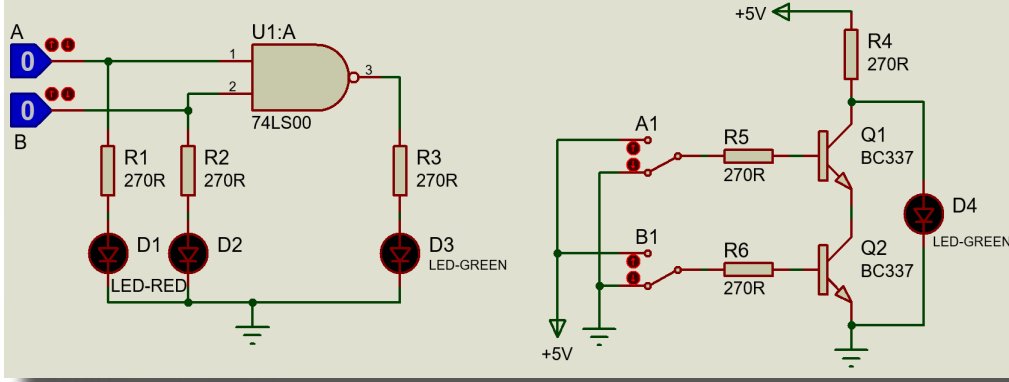 A
0
B
0
U1:A
1
2
3
74LS00
R1
270R
R2
270R
R3
270R
D1
LED-RED
D2
D3
LED-GREEN
+5V
R4
270R
A1
R5
270R
Q1
BC337
D4
LED-GREEN
B1
R6
270R
Q2
BC337
+5V